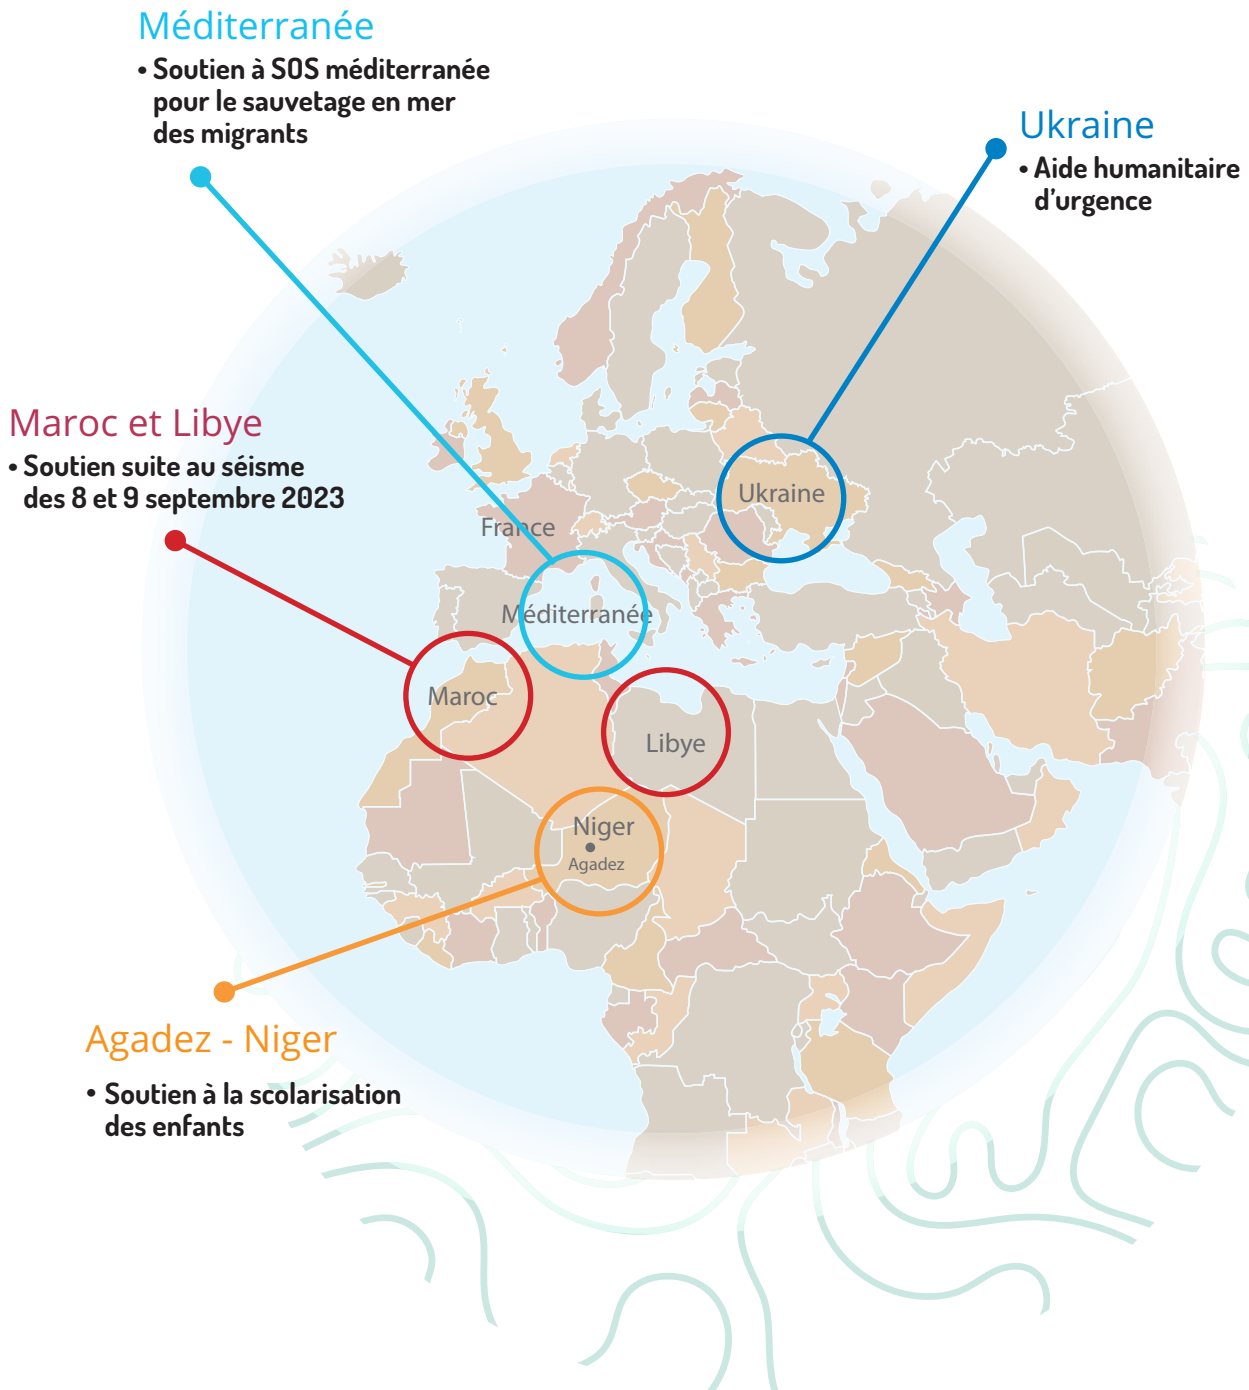 Méditerranée
• Soutien à SOS méditerranée
pour le sauvetage en mer
des migrants
Ukraine
• Aide humanitaire
d’urgence
Maroc et Libye
• Soutien suite au séisme
des 8 et 9 septembre 2023
Ukraine
France
Méditerranée
Maroc
Libye
Niger
Agadez
Agadez - Niger
• Soutien à la scolarisation
des enfants